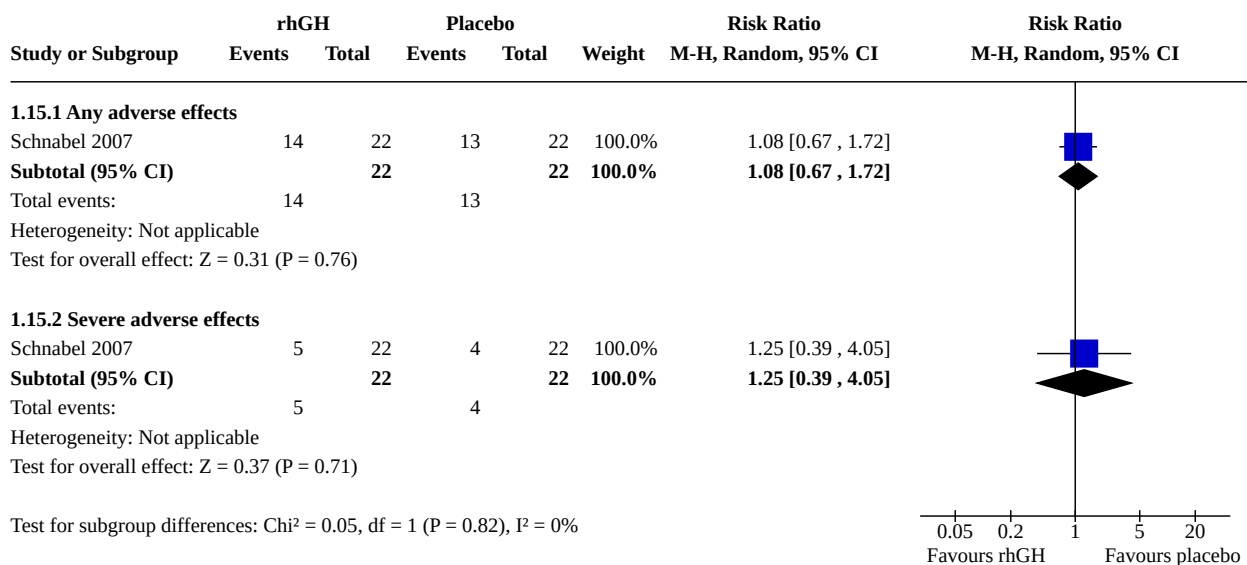 rhGH Placebo Risk Ratio Risk Ratio
Study or Subgroup Events Total Events Total Weight M-H, Random, 95% CI M-H, Random, 95% CI
1.15.1 Any adverse effects
Schnabel 2007 14 22 13 22 100.0% 1.08 [0.67 , 1.72]
Subtotal (95% CI) 22 22 100.0% 1.08 [0.67 , 1.72]
Total events: 14 13
Heterogeneity: Not applicable
Test for overall effect: Z = 0.31 (P = 0.76)
1.15.2 Severe adverse effects
Schnabel 2007 5 22 4 22 100.0% 1.25 [0.39 , 4.05]
Subtotal (95% CI) 22 22 100.0% 1.25 [0.39 , 4.05]
Total events: 5 4
Heterogeneity: Not applicable
Test for overall effect: Z = 0.37 (P = 0.71)
Test for subgroup differences: Chi² = 0.05, df = 1 (P = 0.82), I² = 0%
0.05 0.2 1 5 20
Favours rhGH Favours placebo